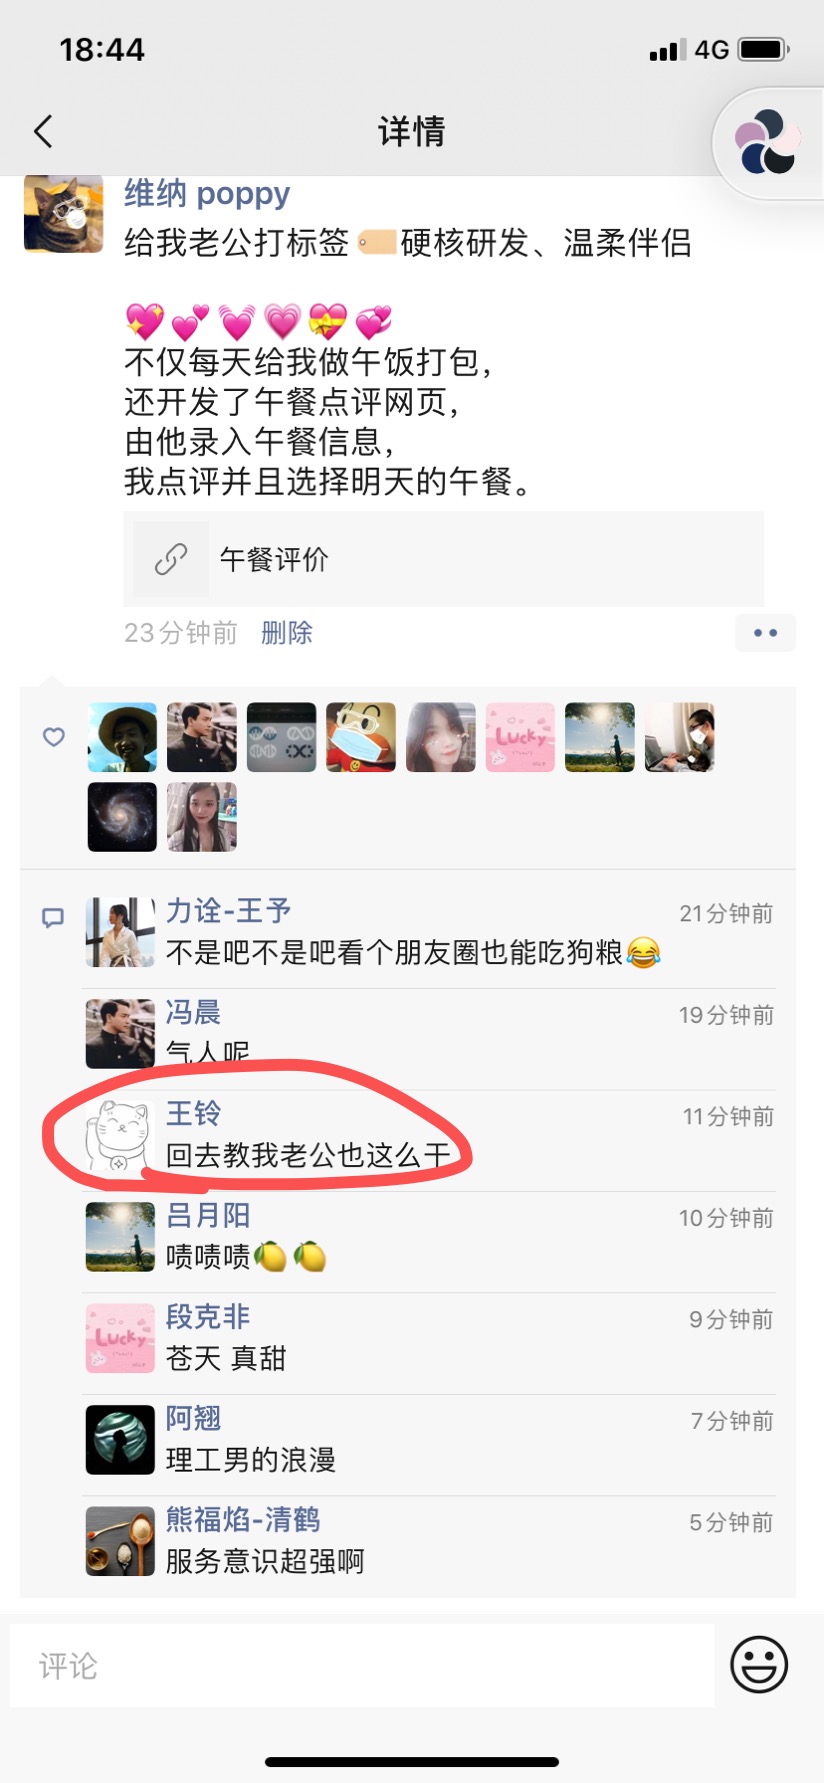 18:44
4G
详情
维纳 poppy
给我老公打标签🏷️硬核研发、温柔伴侣
💖💕💓💗💝💞
不仅每天给我做午饭打包，
还开发了午餐点评网页，
由他录入午餐信息，
我点评并且选择明天的午餐。
午餐评价
23分钟前 删除
Lucky
力诠-王予 21分钟前
不是吧不是吧看个朋友圈也能吃狗粮😂
冯晨 19分钟前
气人呢
王铃 11分钟前
回去教我老公也这么干
吕月阳 10分钟前
啧啧啧🍋🍋
段克非 9分钟前
Lucky
苍天 真甜
阿翘 7分钟前
理工男的浪漫
熊福焰-清鹤 5分钟前
服务意识超强啊
评论